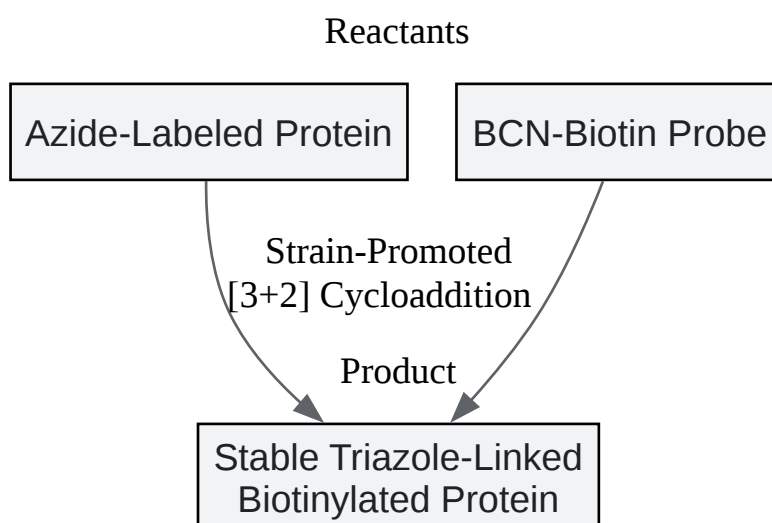 Reactants
Azide-Labeled Protein
BCN-Biotin Probe
Strain-Promoted
[3+2] Cycloaddition
Product
Stable Triazole-Linked
Biotinylated Protein